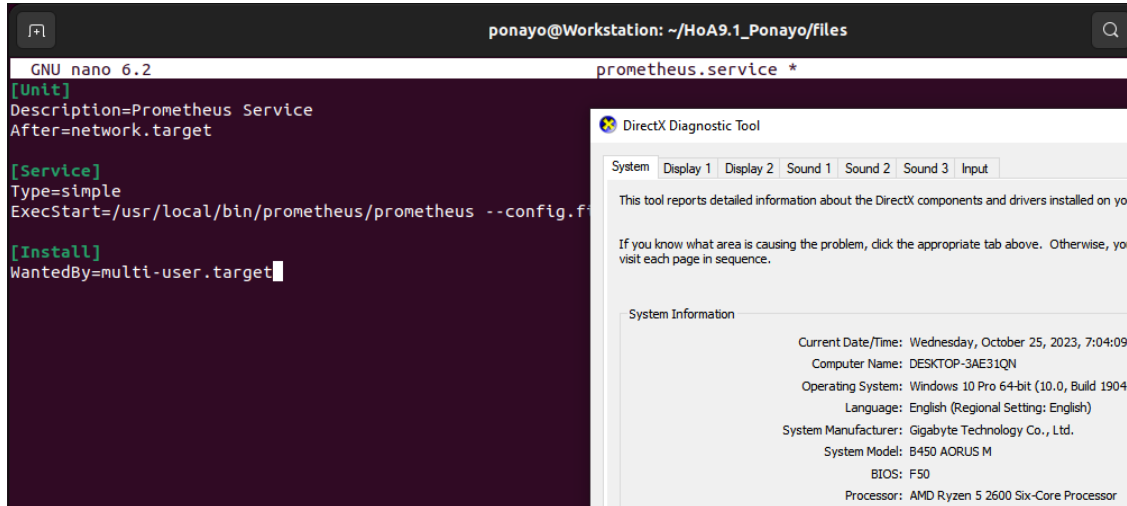 ponayo@Workstation: ~/HoA9.1_Ponayo/files
GNU nano 6.2 prometheus.service *
[Unit]
Description=Prometheus Service
After=network.target
[Service]
Type=simple
ExecStart=/usr/local/bin/prometheus/prometheus --config.fi
[Install]
WantedBy=multi-user.target
DirectX Diagnostic Tool
System Display 1 Display 2 Sound 1 Sound 2 Sound 3 Input
This tool reports detailed information about the DirectX components and drivers installed on yo
If you know what area is causing the problem, click the appropriate tab above. Otherwise, yo
visit each page in sequence.
System Information
Current Date/Time: Wednesday, October 25, 2023, 7:04:09
Computer Name: DESKTOP-3AE31QN
Operating System: Windows 10 Pro 64-bit (10.0, Build 1904
Language: English (Regional Setting: English)
System Manufacturer: Gigabyte Technology Co., Ltd.
System Model: B450 AORUS M
BIOS: F50
Processor: AMD Ryzen 5 2600 Six-Core Processor